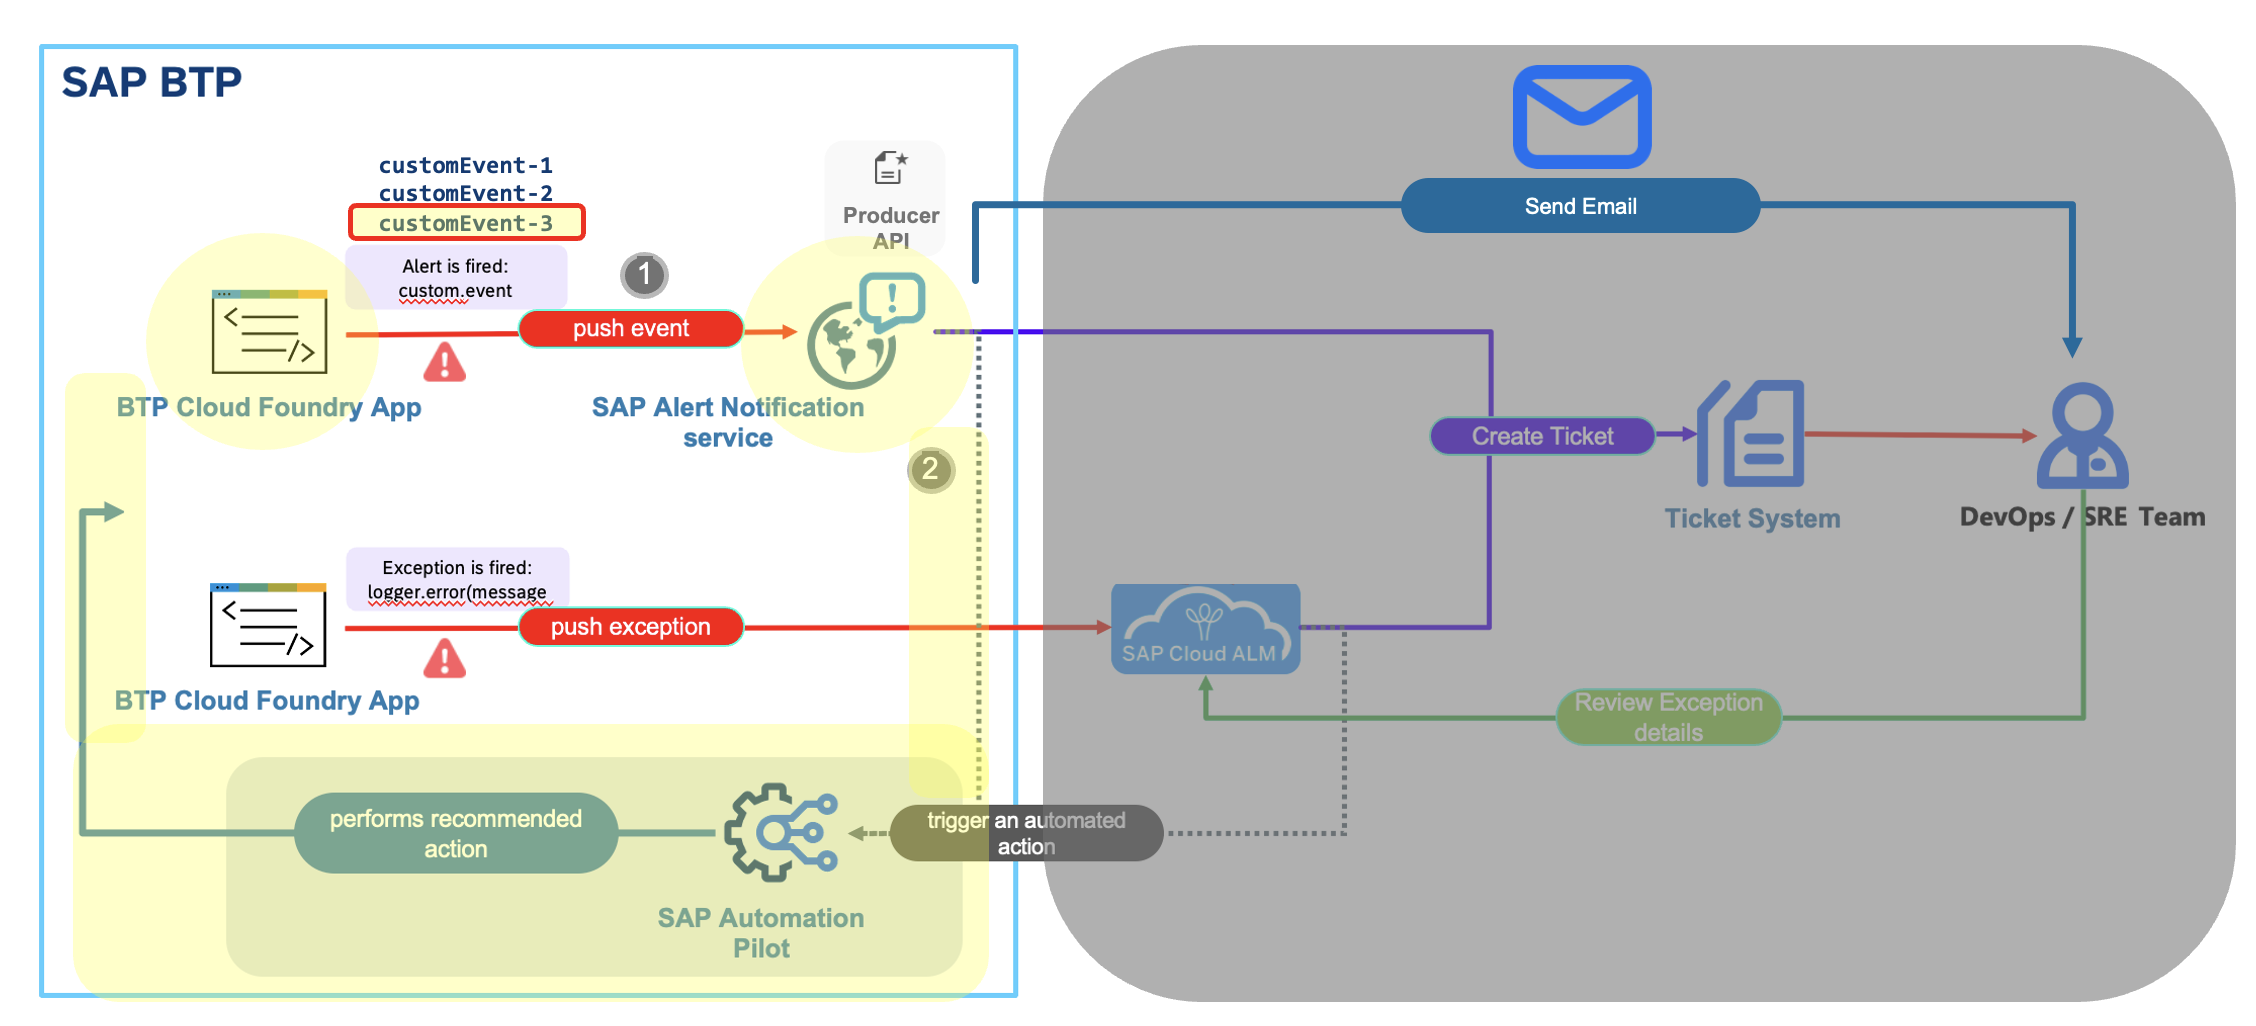 SAP BTP
customEvent-1
customEvent-2
customEvent-3
Alert is fired:
custom.event
1
push event
Producer
API
Send Email
BTP Cloud Foundry App
SAP Alert Notification
service
2
Create Ticket
Ticket System
DevOps / SRE Team
Exception is fired:
logger.error(message
push exception
BTP Cloud Foundry App
SAP Cloud ALM
Review Exception
details
performs recommended
action
trigger an automated
action
SAP Automation
Pilot